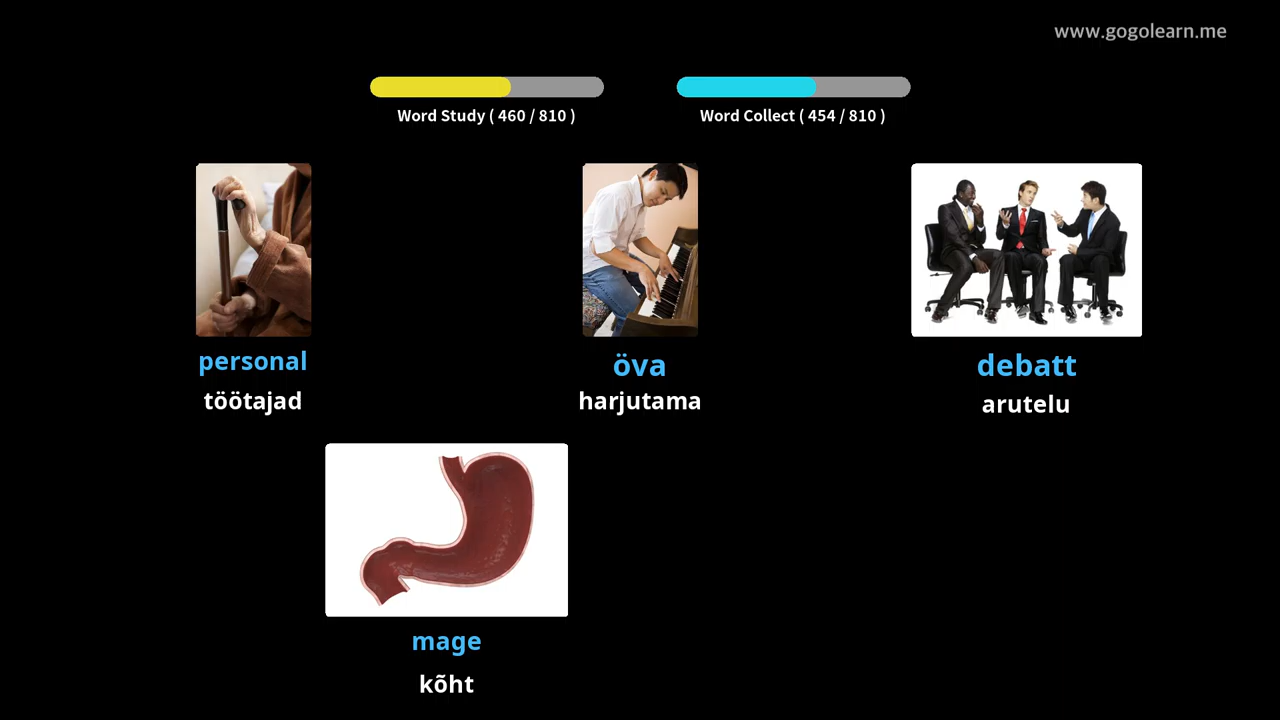 www.gogolearn.me
Word Study ( 460 / 810 )
Word Collect ( 454 / 810 )
personal
töötajad
öva
harjutama
debatt
arutelu
mage
kõht